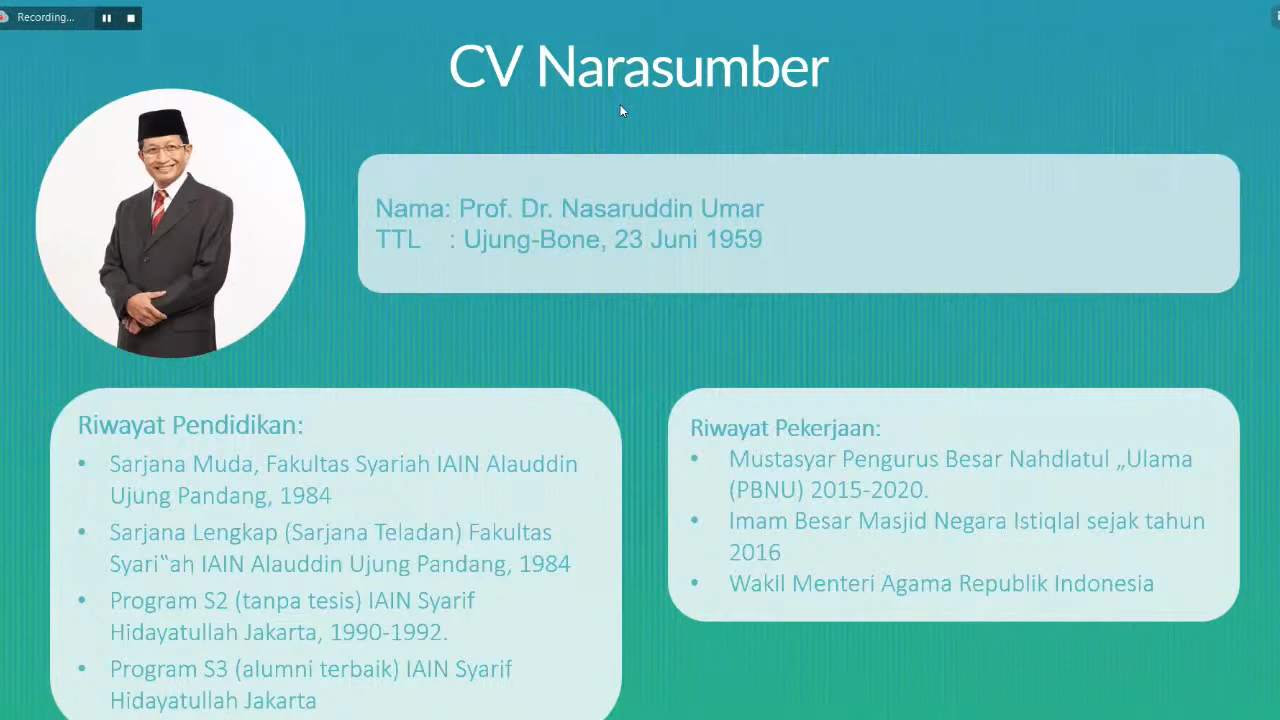 Recording...
CV Narasumber
Nama: Prof. Dr. Nasaruddin Umar
TTL : Ujung-Bone, 23 Juni 1959
Riwayat Pendidikan:
• Sarjana Muda, Fakultas Syariah IAIN Alauddin
Ujung Pandang, 1984
• Sarjana Lengkap (Sarjana Teladan) Fakultas
Syari‟ah IAIN Alauddin Ujung Pandang, 1984
• Program S2 (tanpa tesis) IAIN Syarif
Hidayatullah Jakarta, 1990-1992.
• Program S3 (alumni terbaik) IAIN Syarif
Hidayatullah Jakarta
Riwayat Pekerjaan:
• Mustasyar Pengurus Besar Nahdlatul „Ulama
(PBNU) 2015-2020.
• Imam Besar Masjid Negara Istiqlal sejak tahun
2016
• Wakil Menteri Agama Republik Indonesia